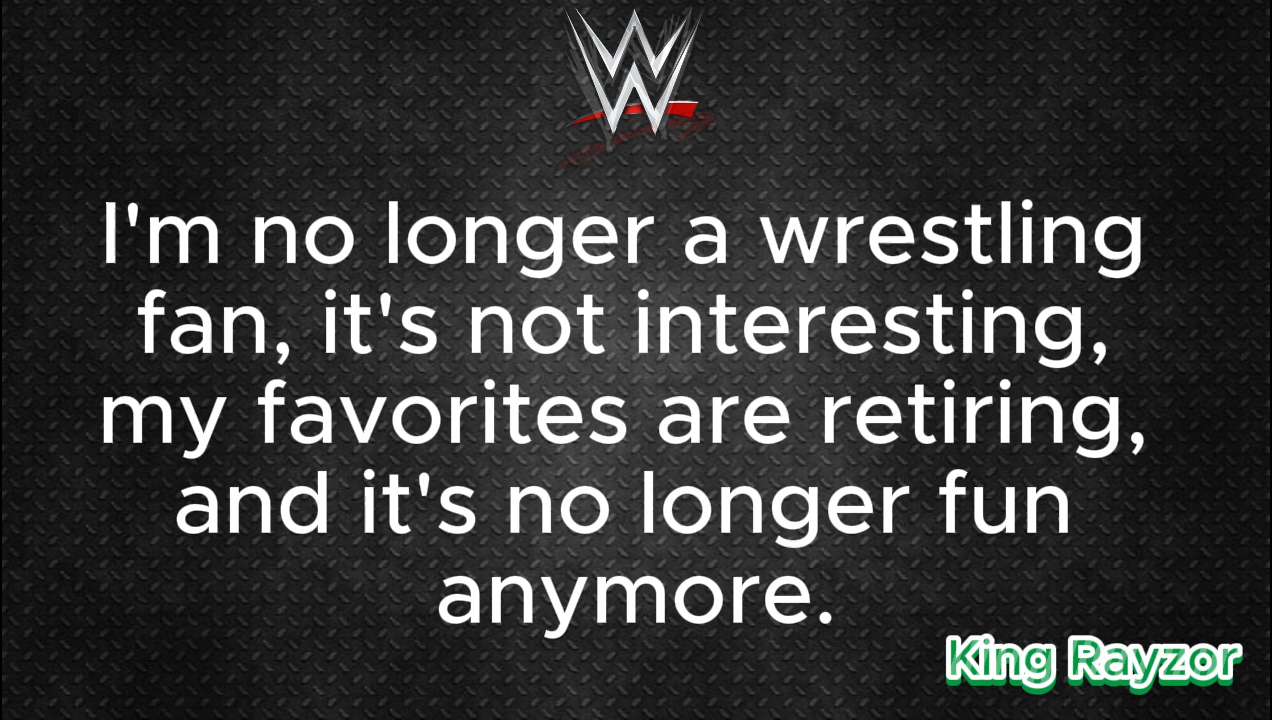 W
I'm no longer a wrestling
fan, it's not interesting,
my favorites are retiring,
and it's no longer fun
anymore.
King Rayzor